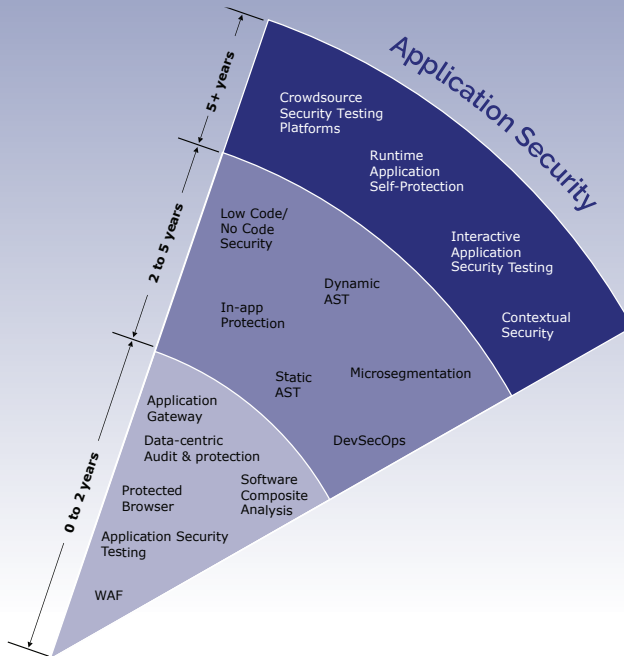 Application Security
5+ years
Crowdsource
Security Testing
Platforms
Runtime
Application
Self-Protection
Interactive
Application
Security Testing
Contextual
Security
2 to 5 years
Low Code/
No Code
Security
Dynamic
AST
In-app
Protection
Static
AST
Microsegmentation
DevSecOps
0 to 2 years
Application
Gateway
Data-centric
Audit & protection
Protected
Browser
Software
Composite
Analysis
Application Security
Testing
WAF